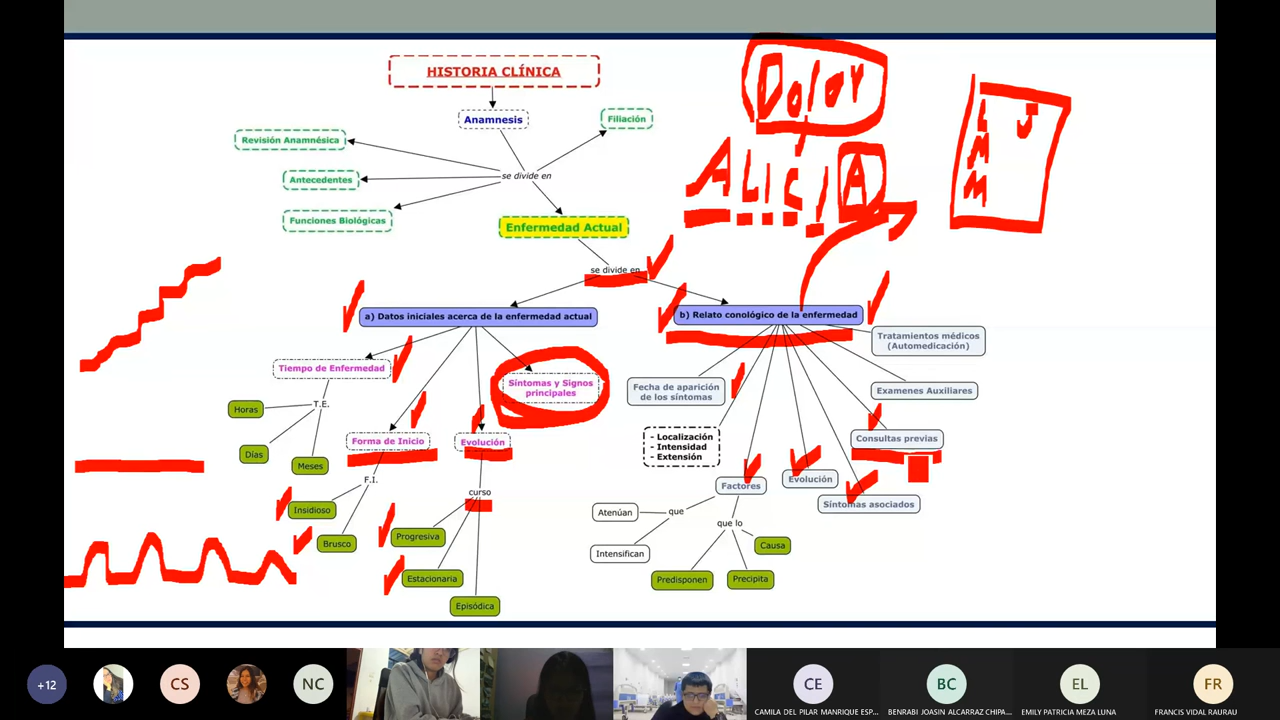 HISTORIA CLÍNICA
Dolor
Anamnesis
Filiación
L
M
M
J
Revisión Anamnésica
ALICIA
se divide en
Antecedentes
Funciones Biológicas
Enfermedad Actual
se divide en
a) Datos iniciales acerca de la enfermedad actual
b) Relato conológico de la enfermedad
Tratamientos médicos
(Automedicación)
Tiempo de Enfermedad
Síntomas y Signos
principales
Fecha de aparición
de los síntomas
Examenes Auxiliares
T.E.
Horas
Días
Meses
Forma de Inicio
Evolución
- Localización
- Intensidad
- Extensión
Consultas previas
F.I.
Insidioso
Brusco
curso
Progresiva
Estacionaria
Episódica
Factores
Evolución
Síntomas asociados
Atenúan
que
Intensifican
que lo
Causa
Predisponen
Precipita
+12
CS
NC
CE
BC
EL
FR
CAMILA DEL PILAR MANRIQUE ESP...
BENRABI JOASIN ALCARRAZ CHIPA...
EMILY PATRICIA MEZA LUNA
FRANCIS VIDAL RAURAU